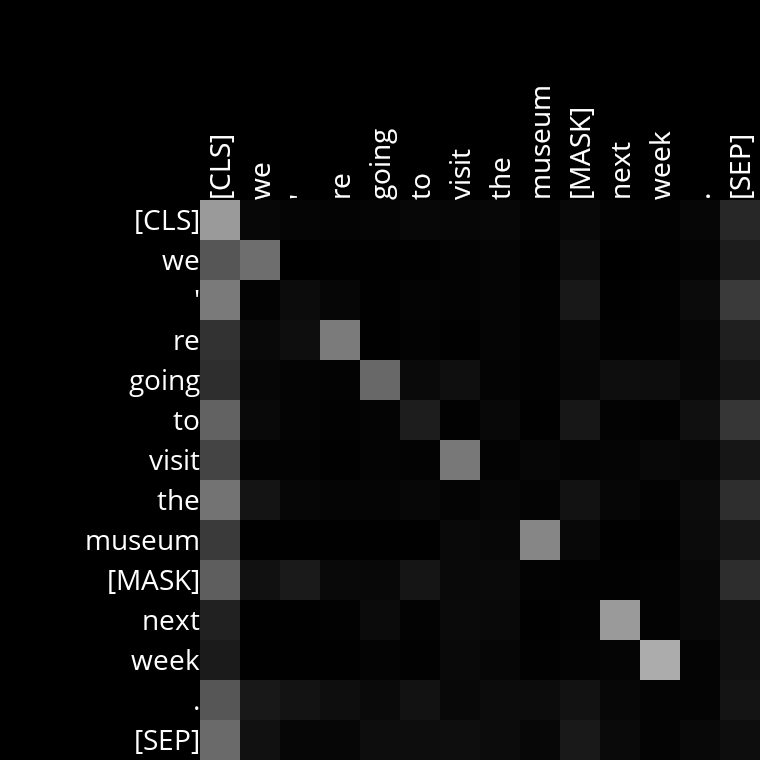 [CLS] we ' re going to visit the museum [MASK] next week . [SEP]
[CLS]
we
'
re
going
to
visit
the
museum
[MASK]
next
week
.
[SEP]